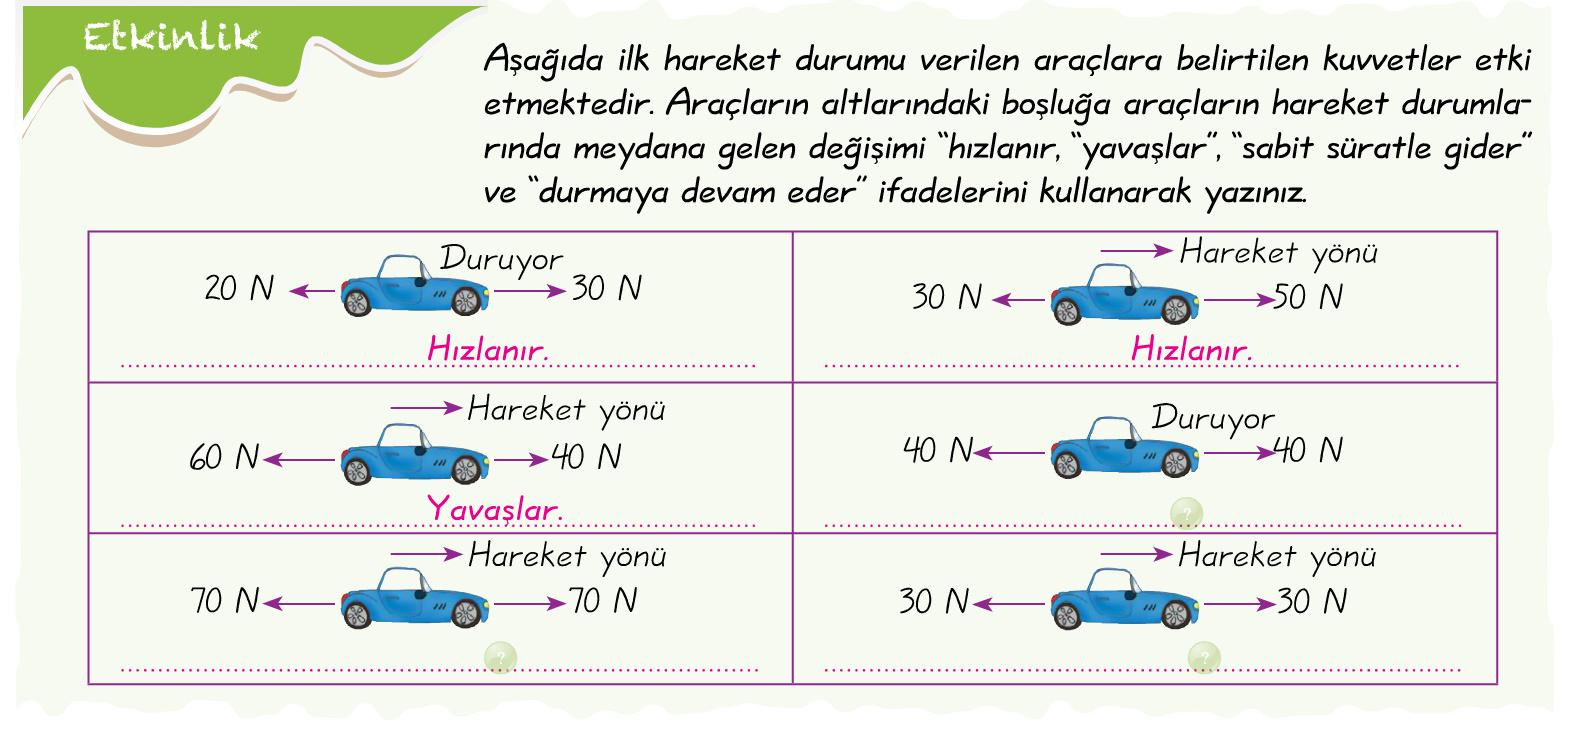 Etkinlik
Aşağıda ilk hareket durumu verilen araçlara belirtilen kuvvetler etki
etmektedir. Araçların altlarındaki boşluğa araçların hareket durumla-
rında meydana gelen değişimi “hızlanır, “yavaşlar”, “sabit süratle gider”
ve “durmaya devam eder” ifadelerini kullanarak yazınız.
Duruyor
20 N 30 N
Hızlanır.
Hareket yönü
30 N 50 N
Hızlanır.
Hareket yönü
60 N 40 N
Yavaşlar.
Duruyor
40 N 40 N
?
Hareket yönü
70 N 70 N
?
Hareket yönü
30 N 30 N
?